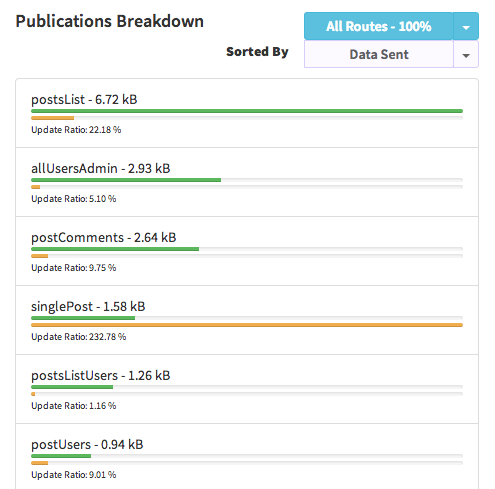 Publications Breakdown
All Routes - 100%
Sorted By
Data Sent
postsList - 6.72 kB
Update Ratio: 22.18 %
allUsersAdmin - 2.93 kB
Update Ratio: 5.10 %
postComments - 2.64 kB
Update Ratio: 9.75 %
singlePost - 1.58 kB
Update Ratio: 232.78 %
postsListUsers - 1.26 kB
Update Ratio: 1.16 %
postUsers - 0.94 kB
Update Ratio: 9.01 %